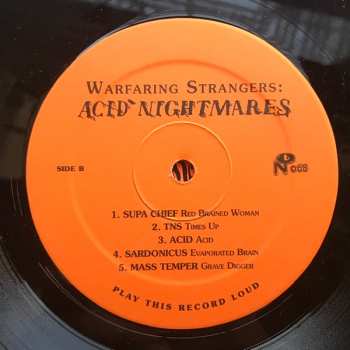 WARFARING STRANGERS:
ACID NIGHTMARES
SIDE B
N 068
1. SUPA CHIEF RED BRAINED WOMAN
2. TNS TIMES UP
3. ACID ACID
4. SARDONICUS EVAPORATED BRAIN
5. MASS TEMPER GRAVE DIGGER
PLAY THIS RECORD LOUD